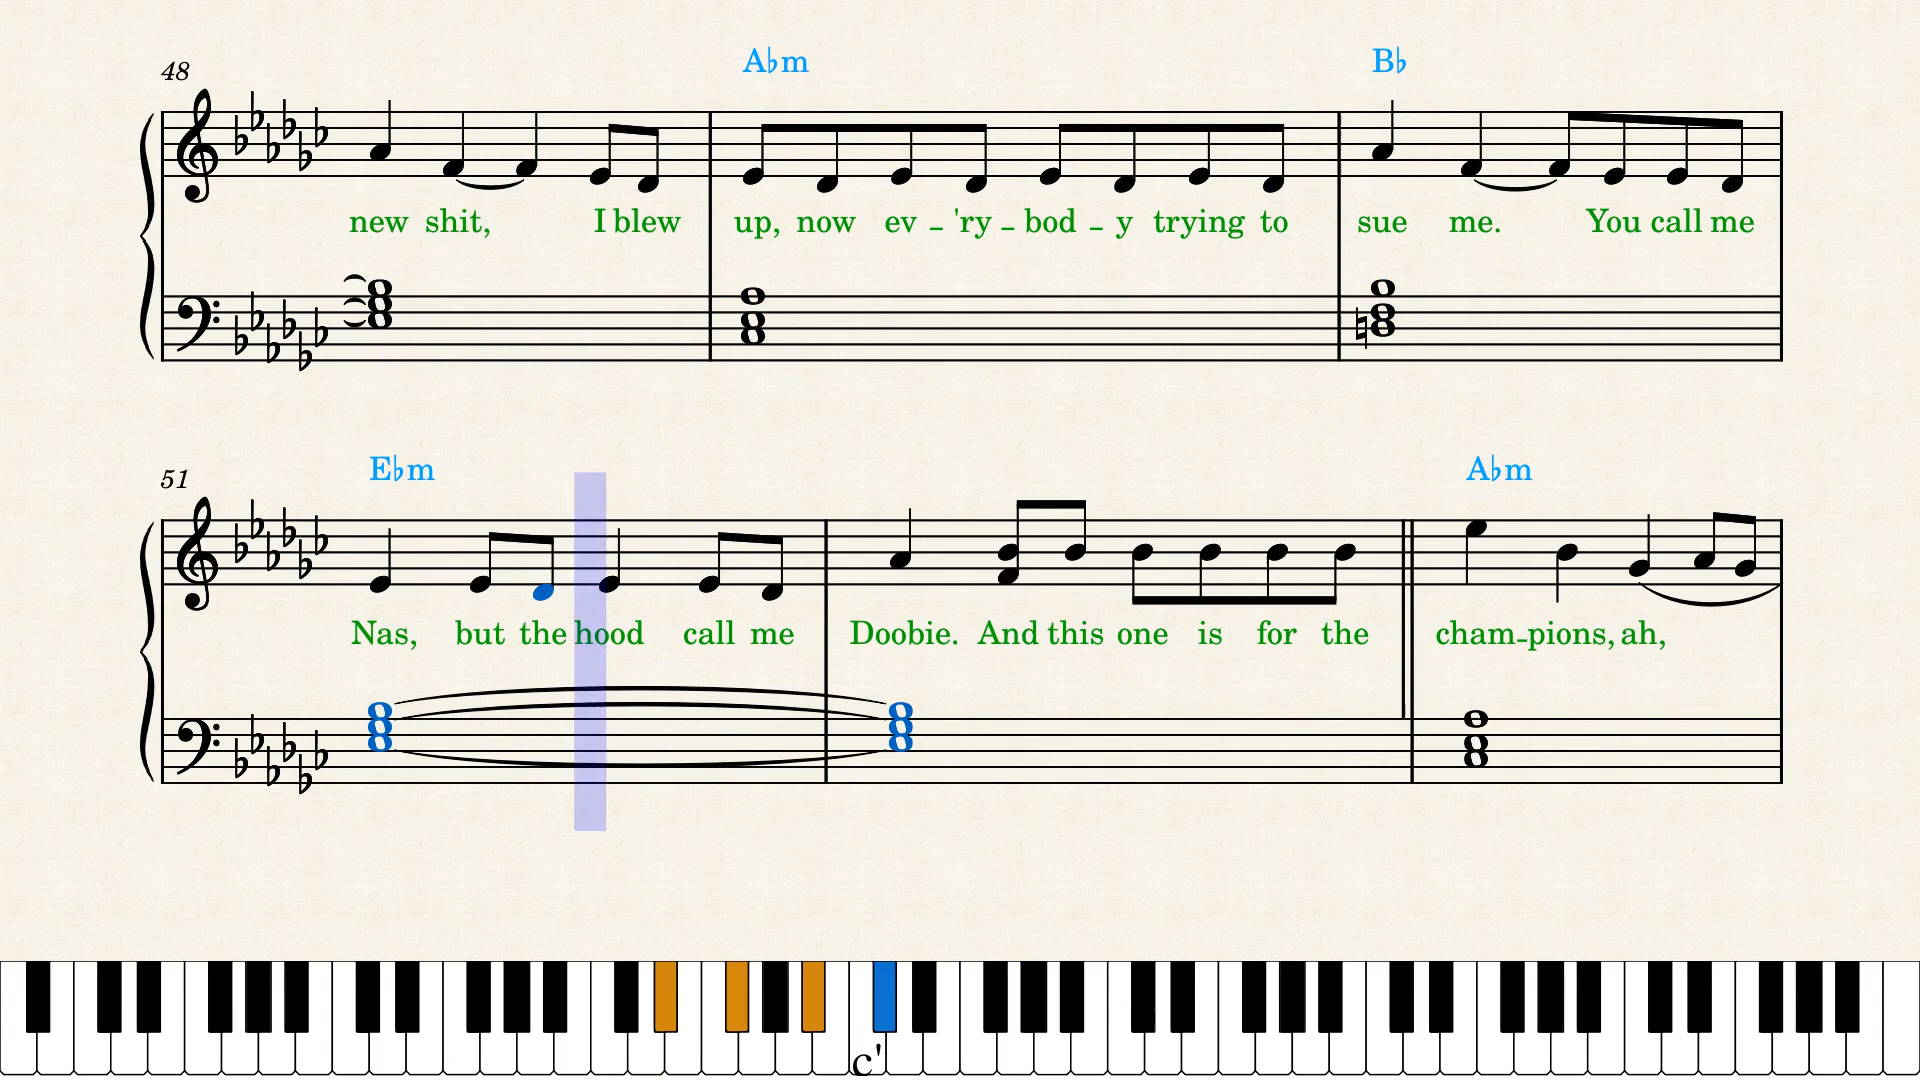 48
A♭m B♭
new shit, I blew up, now ev - 'ry - bod - y trying to sue me. You call me
51
E♭m A♭m
Nas, but the hood call me Doobie. And this one is for the cham-pions, ah,
c'